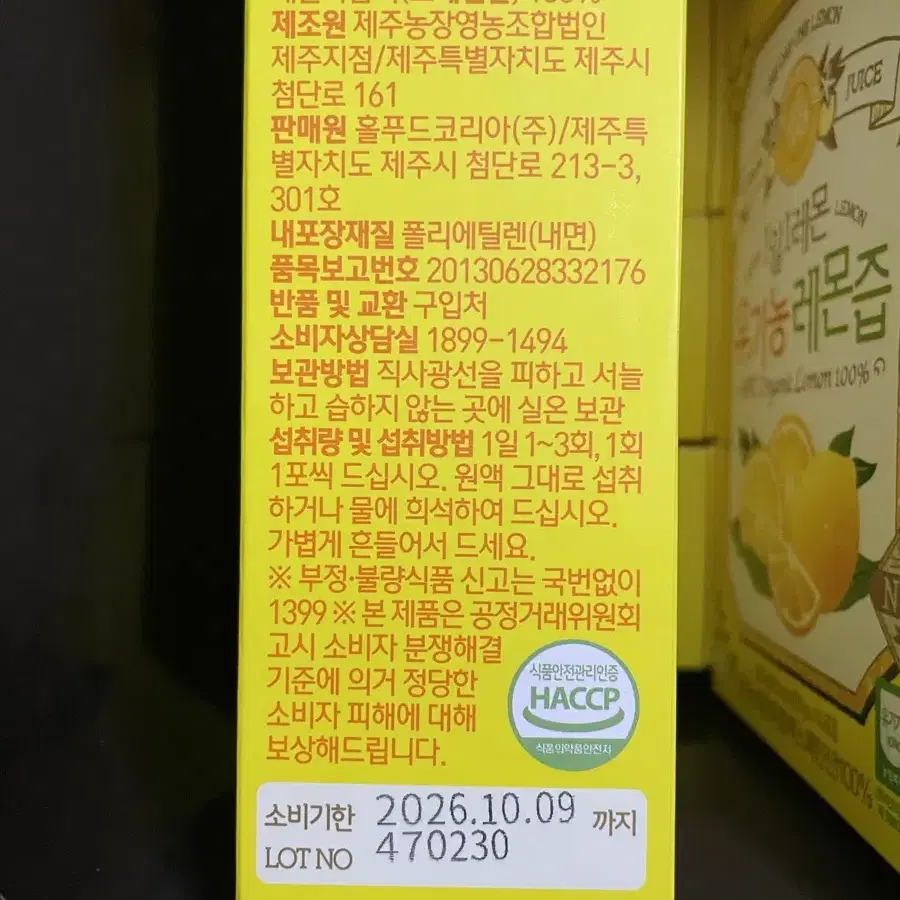 제조원 제주농장영농조합법인
제주지점/제주특별자치도 제주시
첨단로 161
판매원 홀푸드코리아(주)/제주특
별자치도 제주시 첨단로 213-3,
301호
내포장재질 폴리에틸렌(내면)
품목보고번호 20130628332176
반품 및 교환 구입처
소비자상담실 1899-1494
보관방법 직사광선을 피하고 서늘
하고 습하지 않는 곳에 실온 보관
섭취량 및 섭취방법 1일 1~3회, 1회
1포씩 드십시오. 원액 그대로 섭취
하거나 물에 희석하여 드십시오.
가볍게 흔들어서 드세요.
※ 부정·불량식품 신고는 국번없이
1399 ※ 본 제품은 공정거래위원회
고시 소비자 분쟁해결
기준에 의거 정당한
소비자 피해에 대해
보상해드립니다.
식품안전관리인증
HACCP
식품의약품안전처
소비기한 2026.10.09 까지
LOT NO 470230
LEMON
JUICE
레몬 LEMON
레몬즙
Organic Lemon 100%